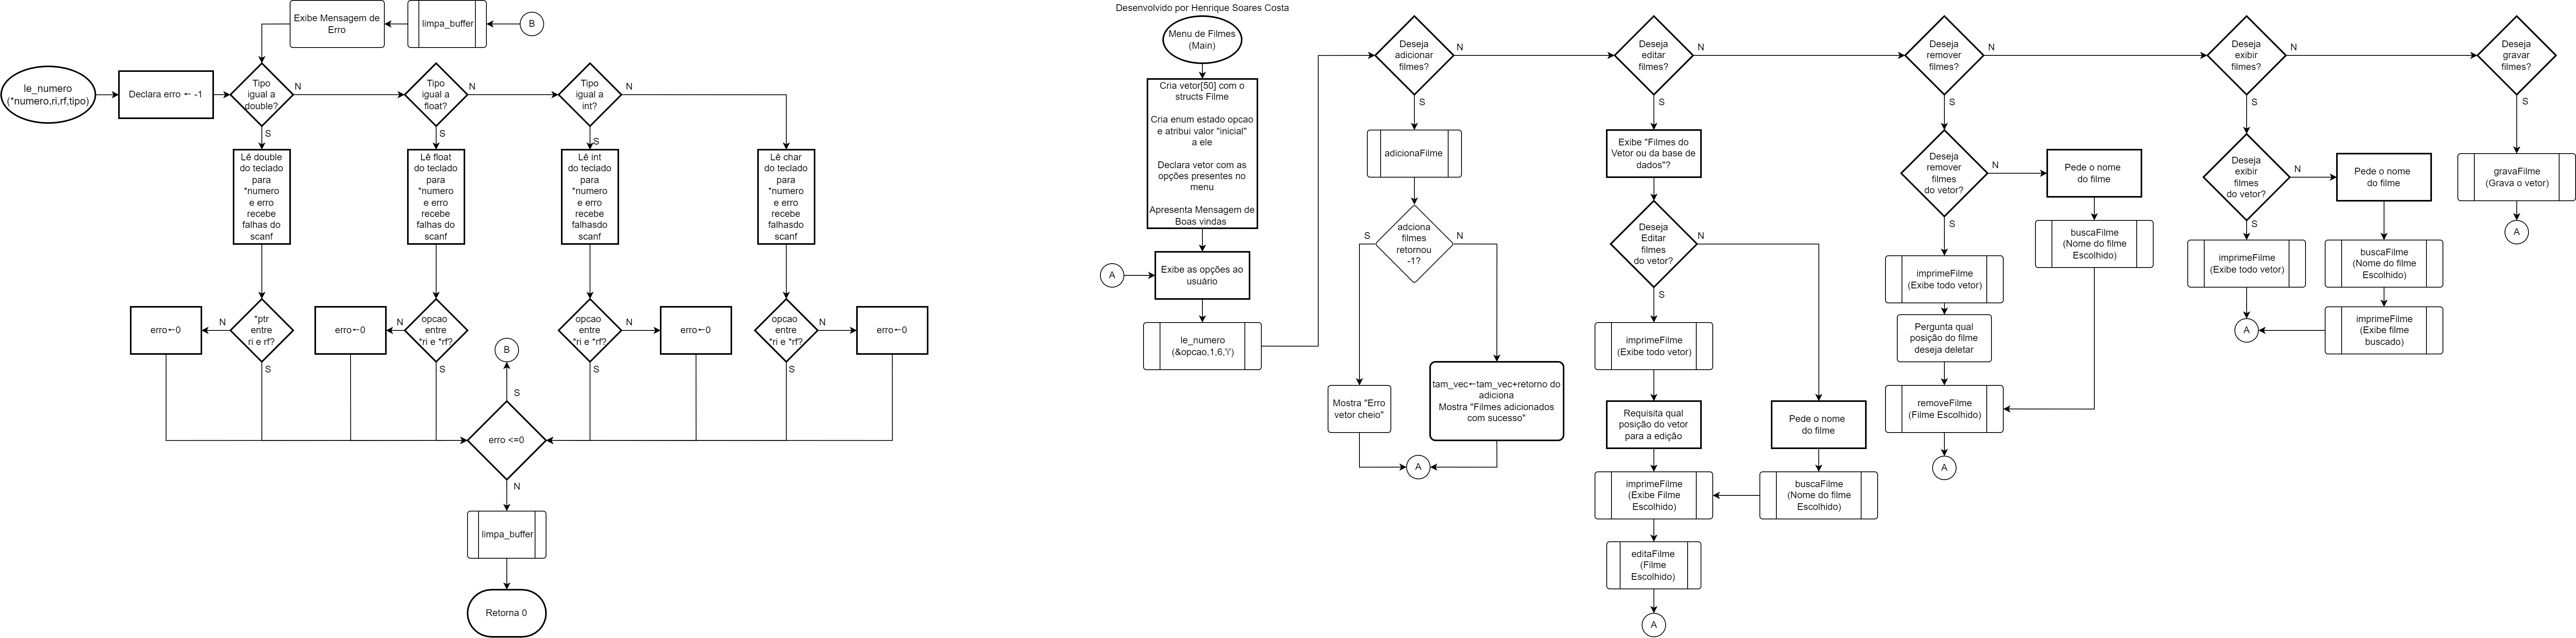 Exibe Mensagem de
Erro
limpa_buffer
B
le_numero
(*numero,ri,rf,tipo)
Declara erro ← -1
Tipo
igual a
double?
N
S
Tipo
igual a
float?
N
S
Tipo
igual a
int?
N
S
Lê double
do teclado
para
*numero
e erro
recebe
falhas do
scanf
Lê float
do teclado
para
*numero
e erro
recebe
falhas do
scanf
Lê int
do teclado
para
*numero
e erro
recebe
falhasdo
scanf
Lê char
do teclado
para
*numero
e erro
recebe
falhasdo
scanf
erro←0
N
*ptr
entre
ri e rf?
S
erro←0
N
opcao
entre
*ri e *rf?
S
opcao
entre
*ri e *rf?
N
erro←0
S
opcao
entre
*ri e *rf?
N
erro←0
S
B
S
erro <=0
N
limpa_buffer
Retorna 0
Desenvolvido por Henrique Soares Costa
Menu de Filmes
(Main)
Cria vetor[50] com o
structs Filme
Cria enum estado opcao
e atribui valor "inicial"
a ele
Declara vetor com as
opções presentes no
menu
Apresenta Mensagem de
Boas vindas
A
Exibe as opções ao
usuário
le_numero
(&opcao,1,6,'i')
Deseja
adicionar
filmes?
N
S
adicionaFilme
adciona
filmes
retornou
-1?
S
N
Mostra "Erro
vetor cheio"
tam_vec←tam_vec+retorno do
adiciona
Mostra "Filmes adicionados
com sucesso"
A
Deseja
editar
filmes?
N
S
Exibe "Filmes do
Vetor ou da base de
dados"?
Deseja
Editar
filmes
do vetor?
N
S
imprimeFilme
(Exibe todo vetor)
Requisita qual
posição do vetor
para a edição
Pede o nome
do filme
imprimeFilme
(Exibe Filme
Escolhido)
buscaFilme
(Nome do filme
Escolhido)
editaFilme
(Filme
Escolhido)
A
Deseja
remover
filmes?
N
S
Deseja
remover
filmes
do vetor?
N
S
Pede o nome
do filme
buscaFilme
(Nome do filme
Escolhido)
imprimeFilme
(Exibe todo vetor)
Pergunta qual
posição do filme
deseja deletar
removeFilme
(Filme Escolhido)
A
Deseja
exibir
filmes?
N
S
Deseja
exibir
filmes
do vetor?
N
S
Pede o nome
do filme
imprimeFilme
(Exibe todo vetor)
buscaFilme
(Nome do filme
Escolhido)
imprimeFilme
(Exibe filme
buscado)
A
Deseja
gravar
filmes?
S
gravaFilme
(Grava o vetor)
A